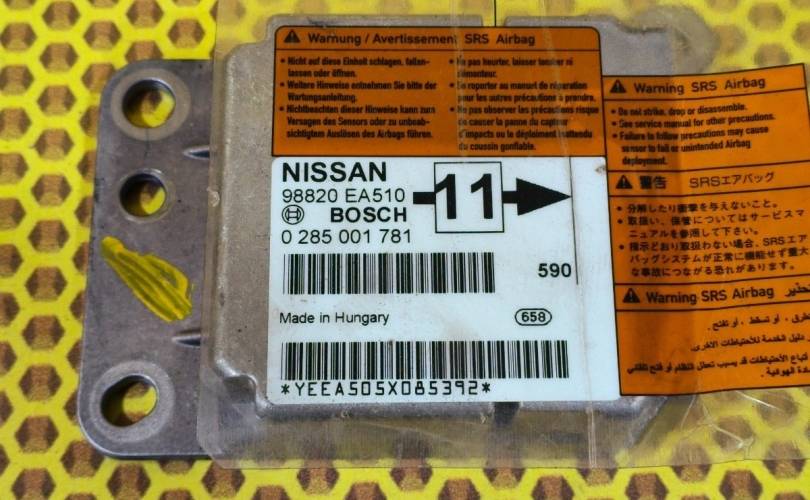 Warnung / Avertissement SRS Airbag
• Nicht auf diese Einheit schlagen, fallen-
lassen oder öffnen.
• Weitere Hinweise entnehmen Sie bitte der
Wartungsanleitung.
• Nichtbeachten dieser Hinweise kann zum
Versagen des Sensors oder zu unbeab-
sichtigtem Auslösen des Airbags führen.
• Ne pas heurter, laisser tomber ni
démonteur.
• Se reporter au manuel de réparation
pour les autres précautions à prendre.
• Ne pas observer les précautions risque
de causer la panne du capteur
d'impacts ou le déploiement inattendu
du coussin gonflable.
NISSAN
98820 EA510
BOSCH
0 285 001 781
11
590
Made in Hungary
658
*YEEA505X085392*
Warning SRS Airbag
• Do not strike, drop or disassemble.
• See service manual for other precautions.
• Failure to follow precautions may cause
sensor to fail or unintended Airbag
deployment.
警告 SRSエアバッグ
• 分解したり衝撃を与えないこと。
• 取扱い、保管についてはサービスマ
ニュアルを参照して下さい。
• 指示どおり取扱わない場合、SRSエア
バッグシステムが正常に機能せず重大
な事故につながる恐れがあります。
Warning SRS Airbag تحذير